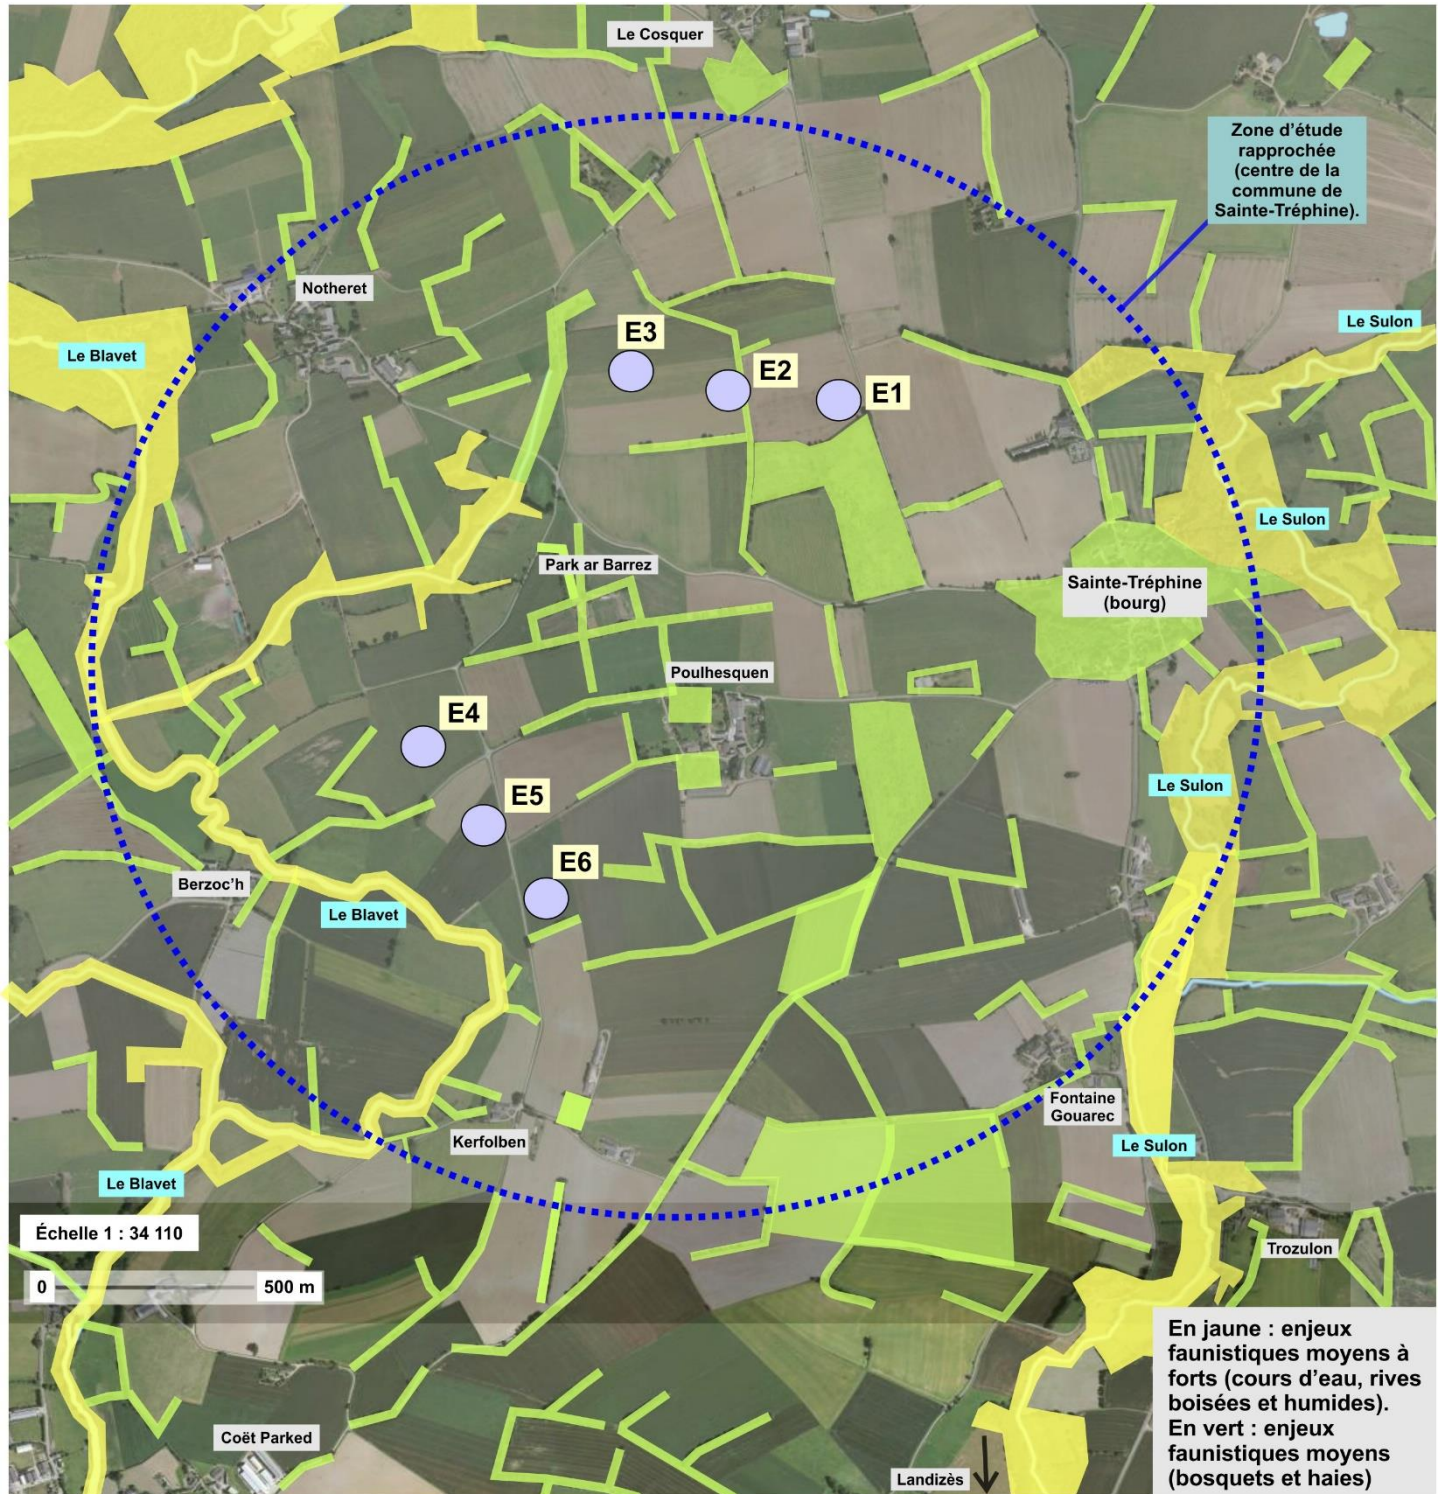 Le Cosquer
Zone d'étude
rapprochée
(centre de la
commune de
Sainte-Tréphine).
Notheret
Le Blavet
Le Sulon
E3
E2
E1
Le Sulon
Park ar Barrez
Sainte-Tréphine
(bourg)
Poulhesquen
E4
E5
Le Sulon
E6
Berzoc'h
Le Blavet
Fontaine
Gouarec
Kerfolben
Le Sulon
Le Blavet
Échelle 1 : 34 110
0 500 m
Trozulon
En jaune : enjeux
faunistiques moyens à
forts (cours d'eau, rives
boisées et humides).
En vert : enjeux
faunistiques moyens
(bosquets et haies)
Coët Parked
Landizès